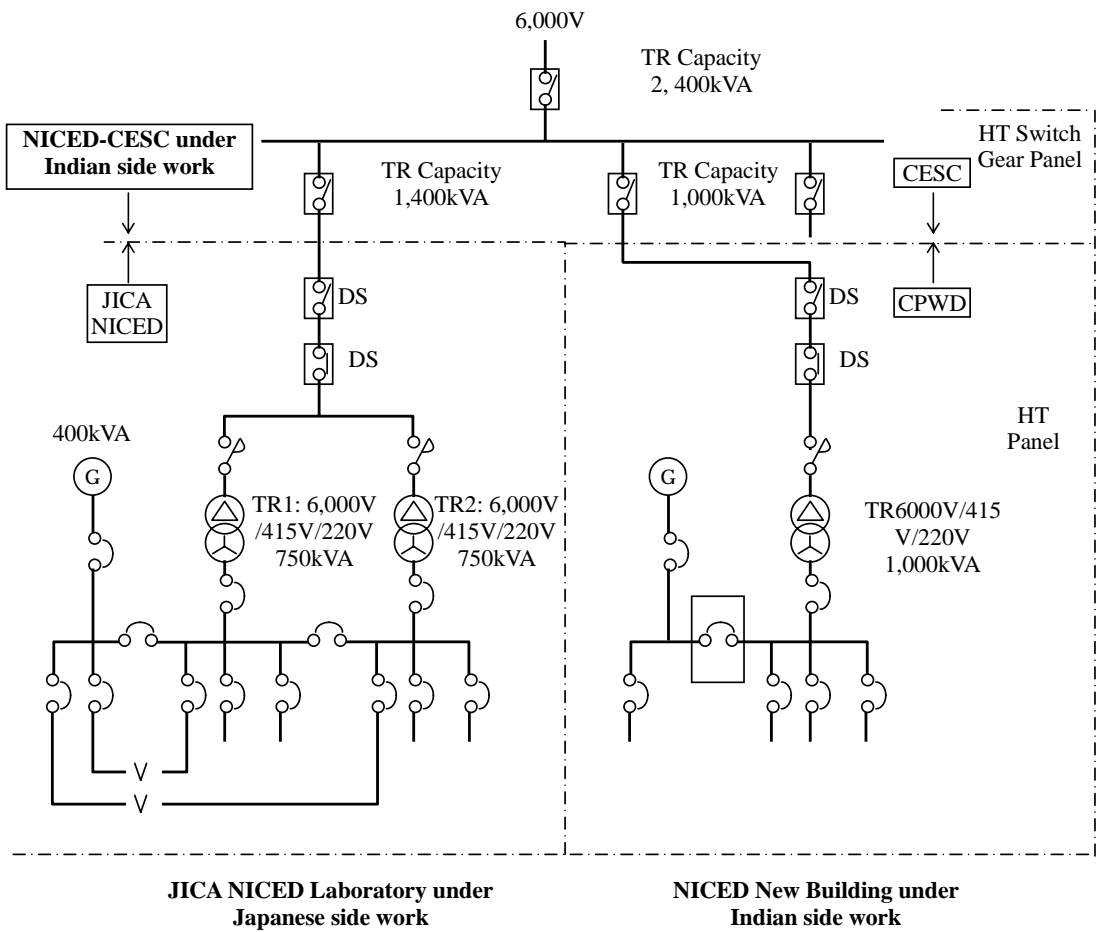 6,000V
TR Capacity
2, 400kVA
NICED-CESC under
Indian side work
HT Switch
Gear Panel
TR Capacity
1,400kVA
TR Capacity
1,000kVA
CESC
JICA
NICED
DS
DS
CPWD
DS
DS
HT
Panel
400kVA
G
G
TR1: 6,000V
/415V/220V
750kVA
TR2: 6,000V
/415V/220V
750kVA
TR6000V/415
V/220V
1,000kVA
V
V
JICA NICED Laboratory under
Japanese side work
NICED New Building under
Indian side work